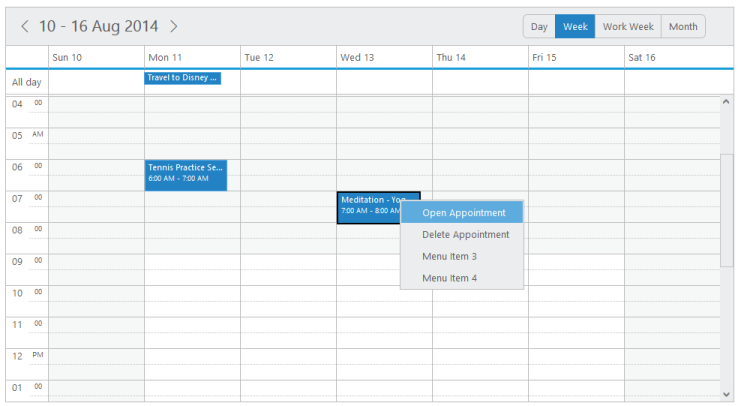 10 - 16 Aug 2014
Day Week Work Week Month
Sun 10 Mon 11 Tue 12 Wed 13 Thu 14 Fri 15 Sat 16
All day
Travel to Disney ...
04 00
05 AM
06 00
Tennis Practice Se...
6:00 AM - 7:00 AM
07 00
Meditation - Yog
7:00 AM - 8:00 AM
Open Appointment
Delete Appointment
Menu Item 3
Menu Item 4
08 00
09 00
10 00
11 00
12 PM
01 00